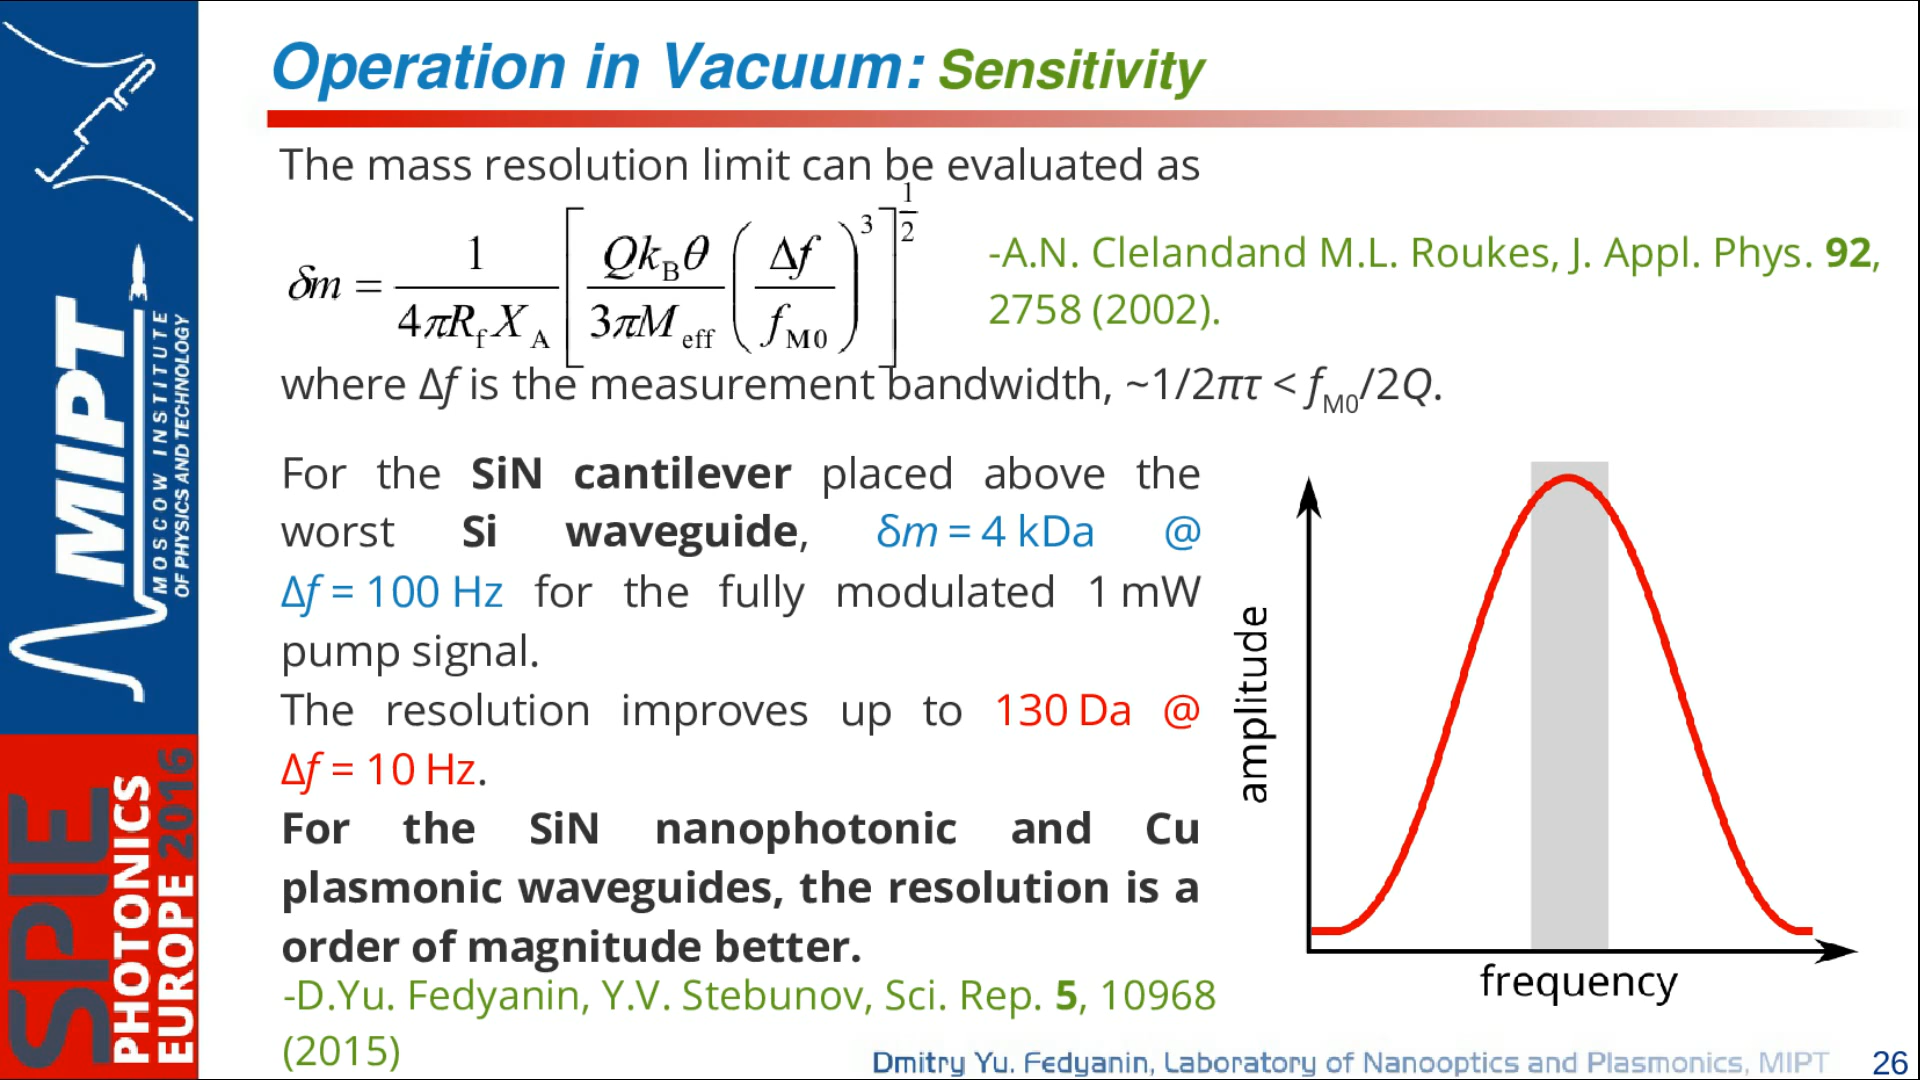 Operation in Vacuum: Sensitivity
The mass resolution limit can be evaluated as
δm = 1 / (4πR_f X_A) [ Qk_Bθ / (3πM_eff) ( Δf / f_M0 )^3 ]^(1/2)
-A.N. Clelandand M.L. Roukes, J. Appl. Phys. 92,
2758 (2002).
where Δf is the measurement bandwidth, ~1/2πτ < f_M0/2Q.
For the SiN cantilever placed above the
worst Si waveguide, δm = 4 kDa @
Δf = 100 Hz for the fully modulated 1 mW
pump signal.
The resolution improves up to 130 Da @
Δf = 10 Hz.
For the SiN nanophotonic and Cu
plasmonic waveguides, the resolution is a
order of magnitude better.
-D.Yu. Fedyanin, Y.V. Stebunov, Sci. Rep. 5, 10968
(2015)
amplitude
frequency
Dmitry Yu. Fedyanin, Laboratory of Nanooptics and Plasmonics, MIPT
26
MIPT
MOSCOW INSTITUTE
OF PHYSICS AND TECHNOLOGY
SPIE
PHOTONICS
EUROPE 2016